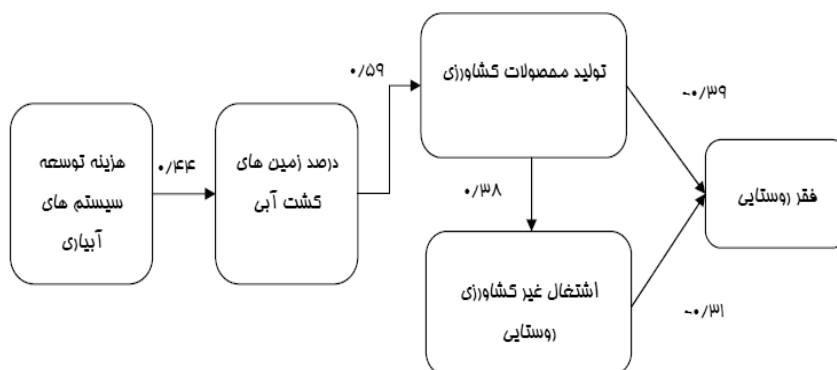 هزینه توسعه
سیستم های
آبیاری
۰/۴۴
درصد زمین های
کشت آبی
۰/۵۹
تولید محصولات کشاورزی
۰/۳۸
اشتغال غیر کشاورزی
روستایی
-۰/۳۹
-۰/۳۱
فقر روستایی